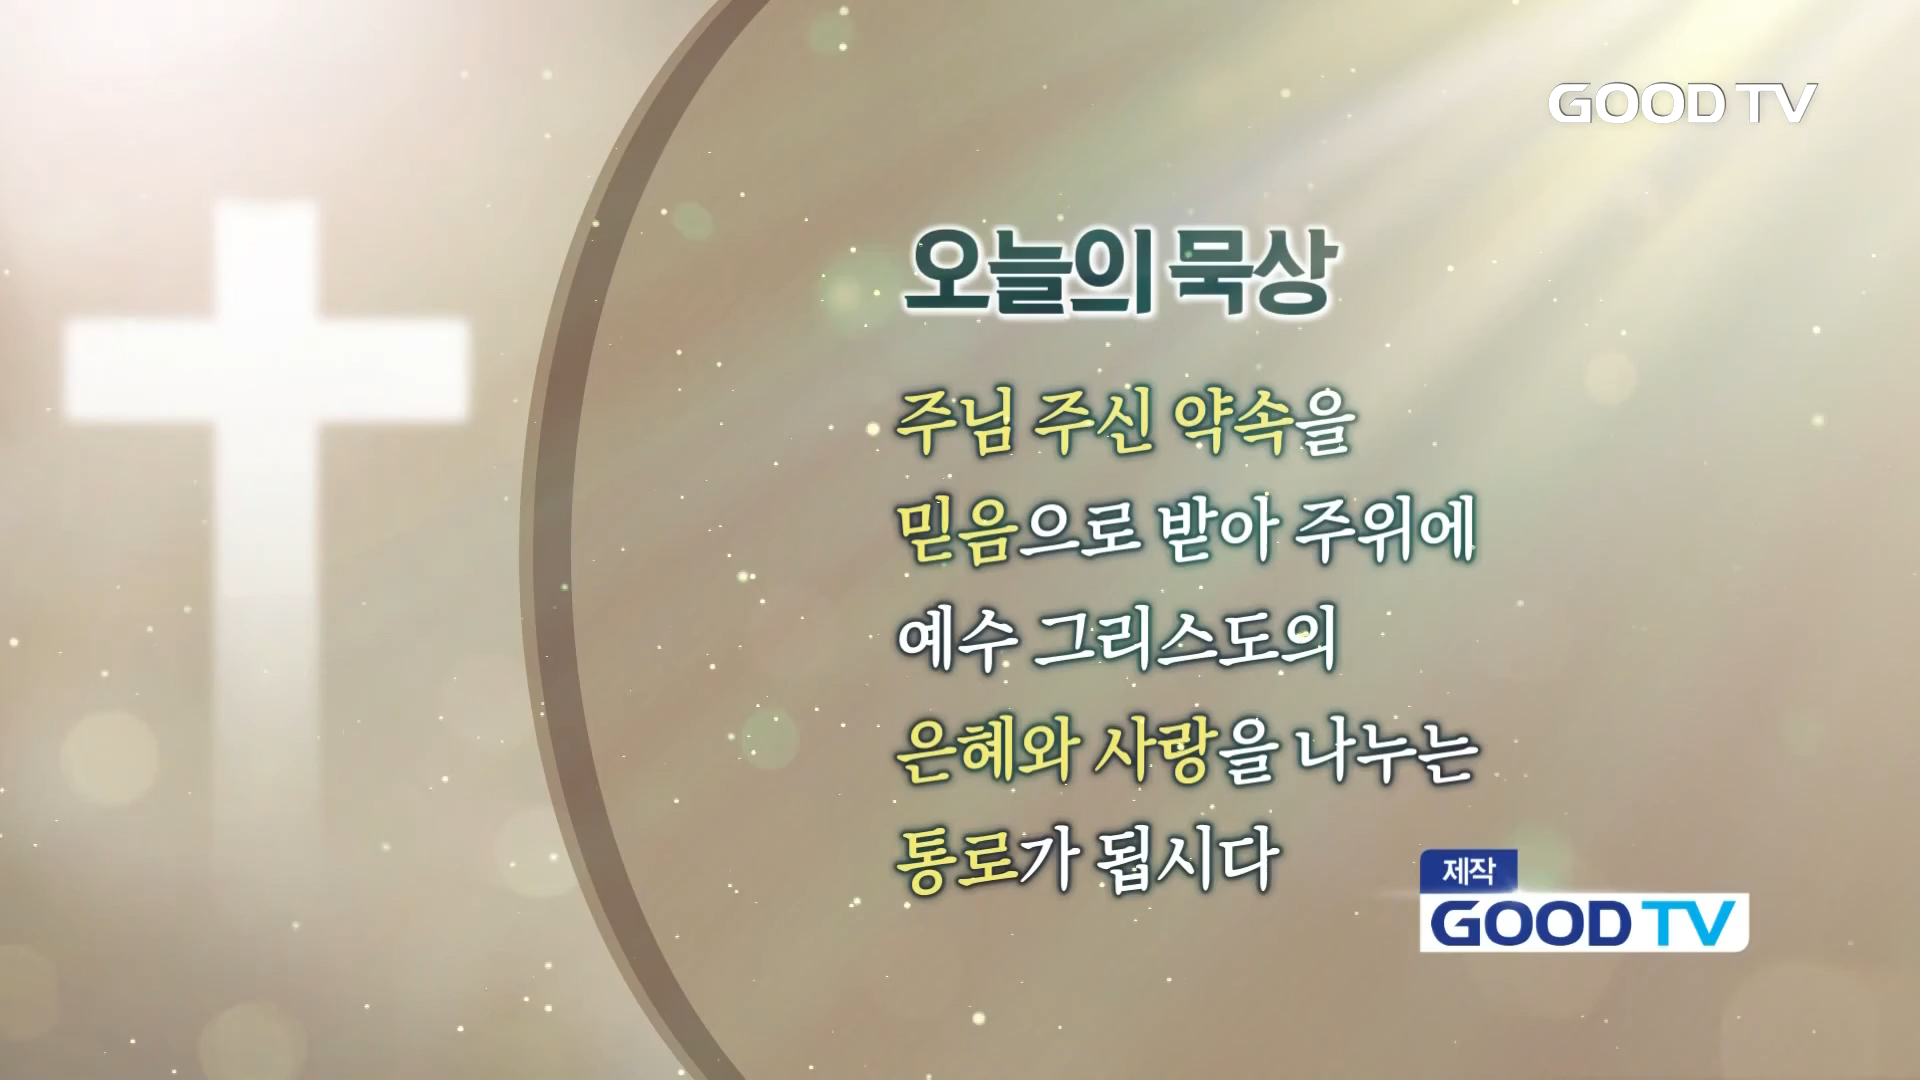 GOOD TV
오늘의 묵상
주님 주신 약속을
믿음으로 받아 주위에
예수 그리스도의
은혜와 사랑을 나누는
통로가 됩시다
제작
GOOD TV